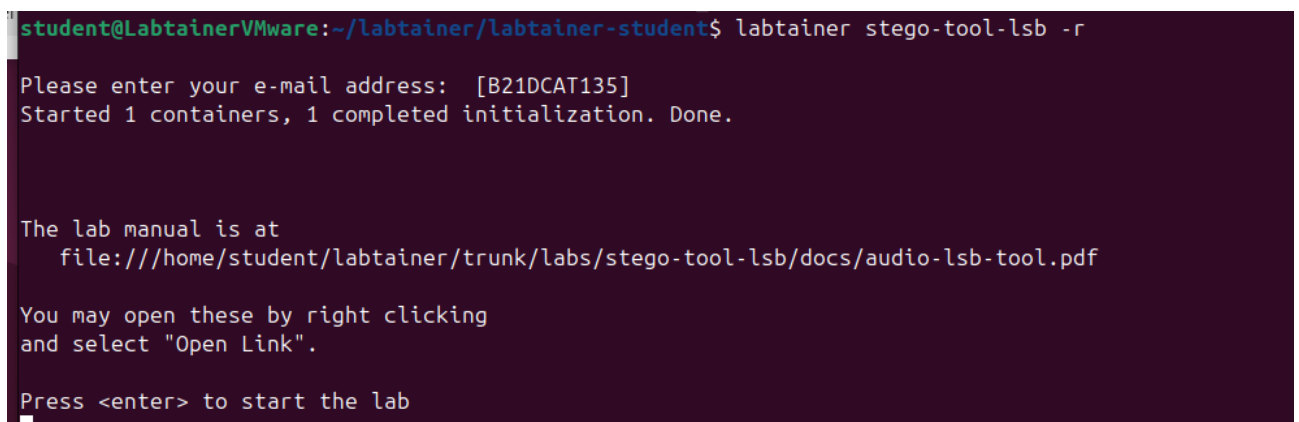 student@LabtainerVMware:~/labtainer/labtainer-student$ labtainer stego-tool-lsb -r
Please enter your e-mail address:  [B21DCAT135]
Started 1 containers, 1 completed initialization. Done.
The lab manual is at
file:///home/student/labtainer/trunk/labs/stego-tool-lsb/docs/audio-lsb-tool.pdf
You may open these by right clicking
and select "Open Link".
Press <enter> to start the lab